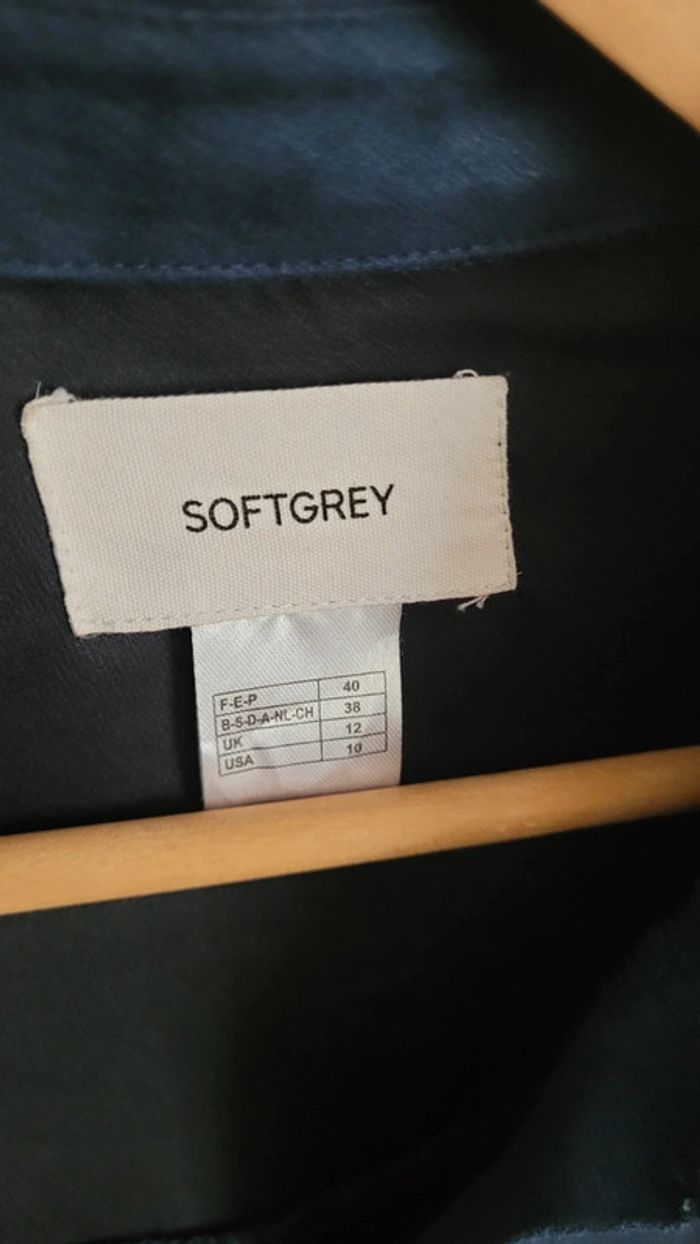 SOFTGREY
F-E-P 40
B-S-D-A-NL-CH 38
UK 12
USA 10